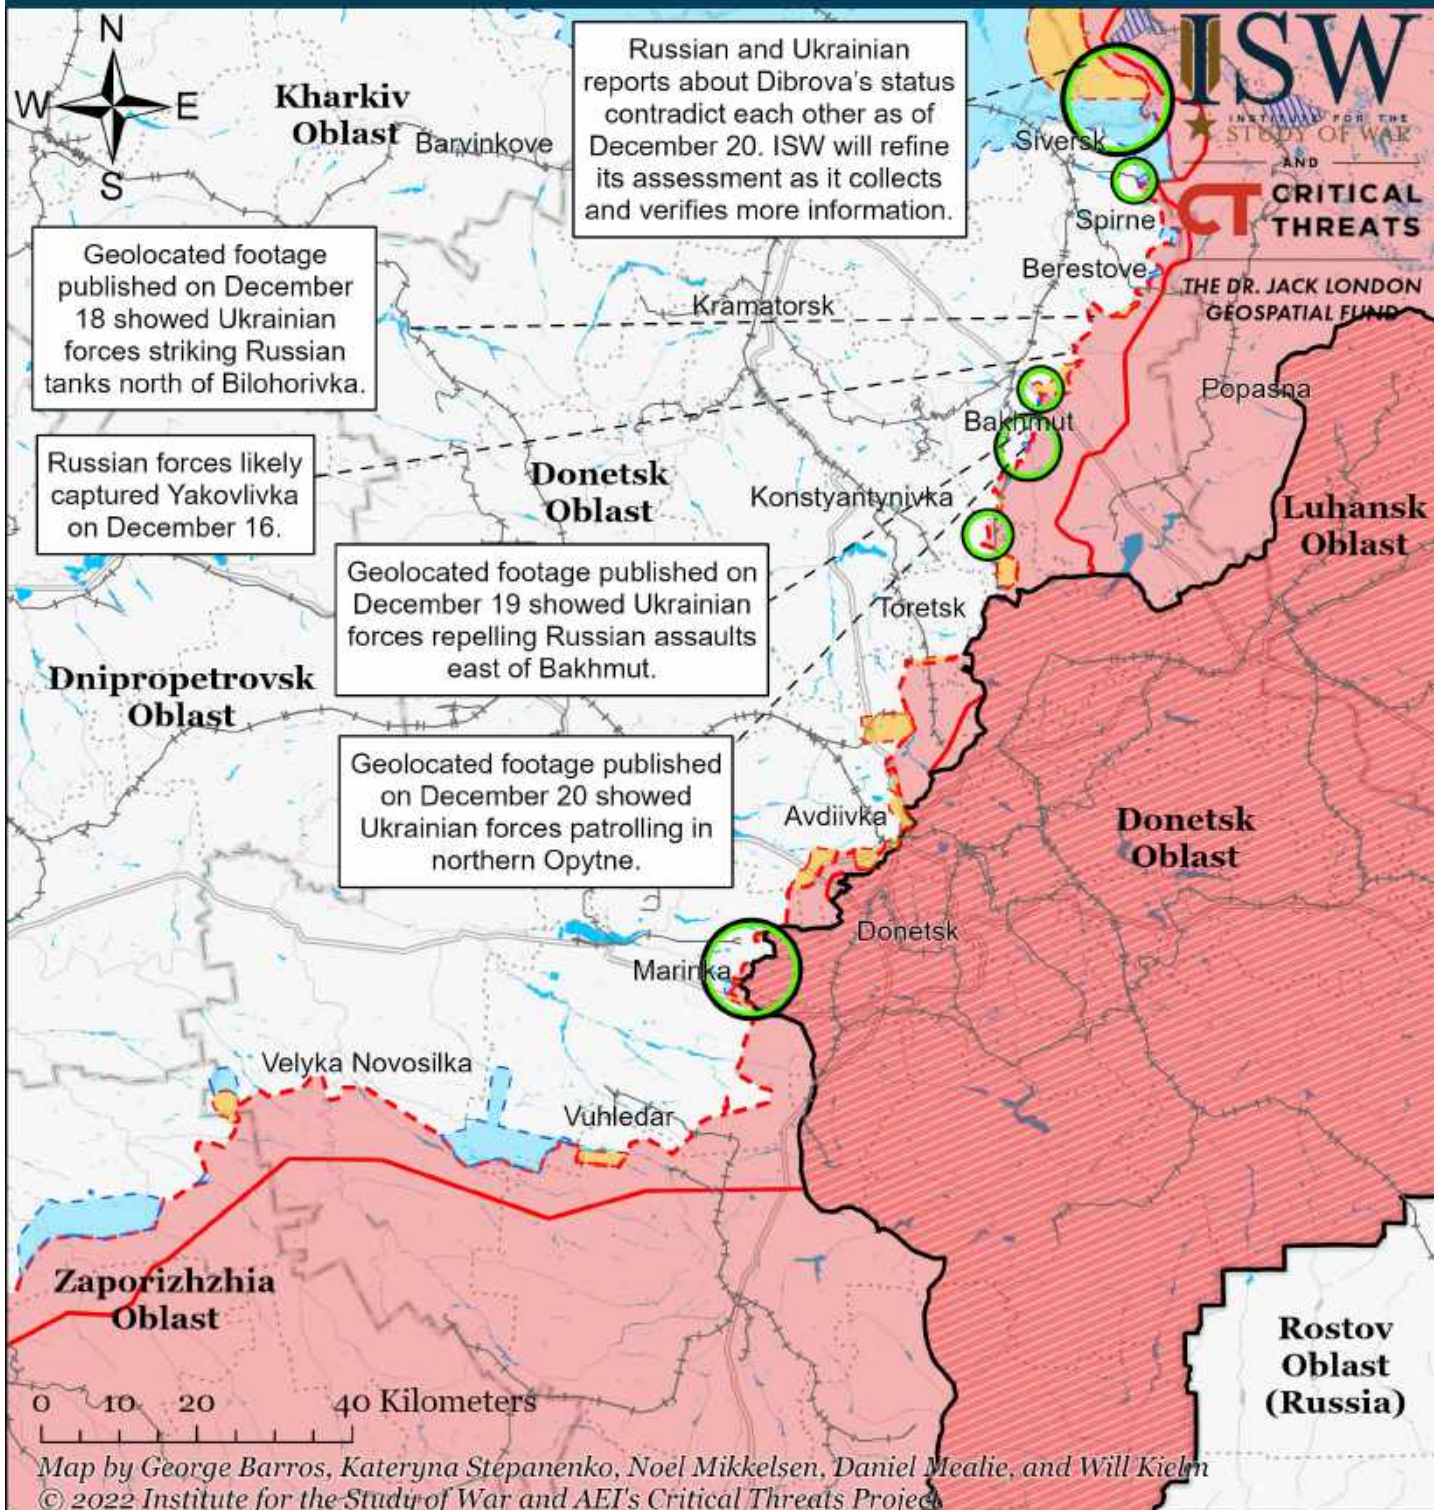 N
W
E
S
Kharkiv
Oblast
Barvinkove
Russian and Ukrainian
reports about Dibrova's status
contradict each other as of
December 20. ISW will refine
its assessment as it collects
and verifies more information.
ISW
INSTITUTE FOR THE
STUDY OF WAR
AND
CT CRITICAL
THREATS
THE DR. JACK LONDON
GEOSPATIAL FUND
Siversk
Spirne
Berestove
Geolocated footage
published on December
18 showed Ukrainian
forces striking Russian
tanks north of Bilohorivka.
Kramatorsk
Popasna
Bakhmut
Russian forces likely
captured Yakovlivka
on December 16.
Donetsk
Oblast
Konstyantynivka
Luhansk
Oblast
Geolocated footage published on
December 19 showed Ukrainian
forces repelling Russian assaults
east of Bakhmut.
Toretsk
Dnipropetrovsk
Oblast
Geolocated footage published
on December 20 showed
Ukrainian forces patrolling in
northern Opytne.
Avdiivka
Donetsk
Oblast
Donetsk
Marinka
Velyka Novosilka
Vuhledar
Zaporizhzhia
Oblast
Rostov
Oblast
(Russia)
0 10 20 40 Kilometers
Map by George Barros, Kateryna Stepanenko, Noel Mikkelsen, Daniel Mealie, and Will Kielm
© 2022 Institute for the Study of War and AEI's Critical Threats Project